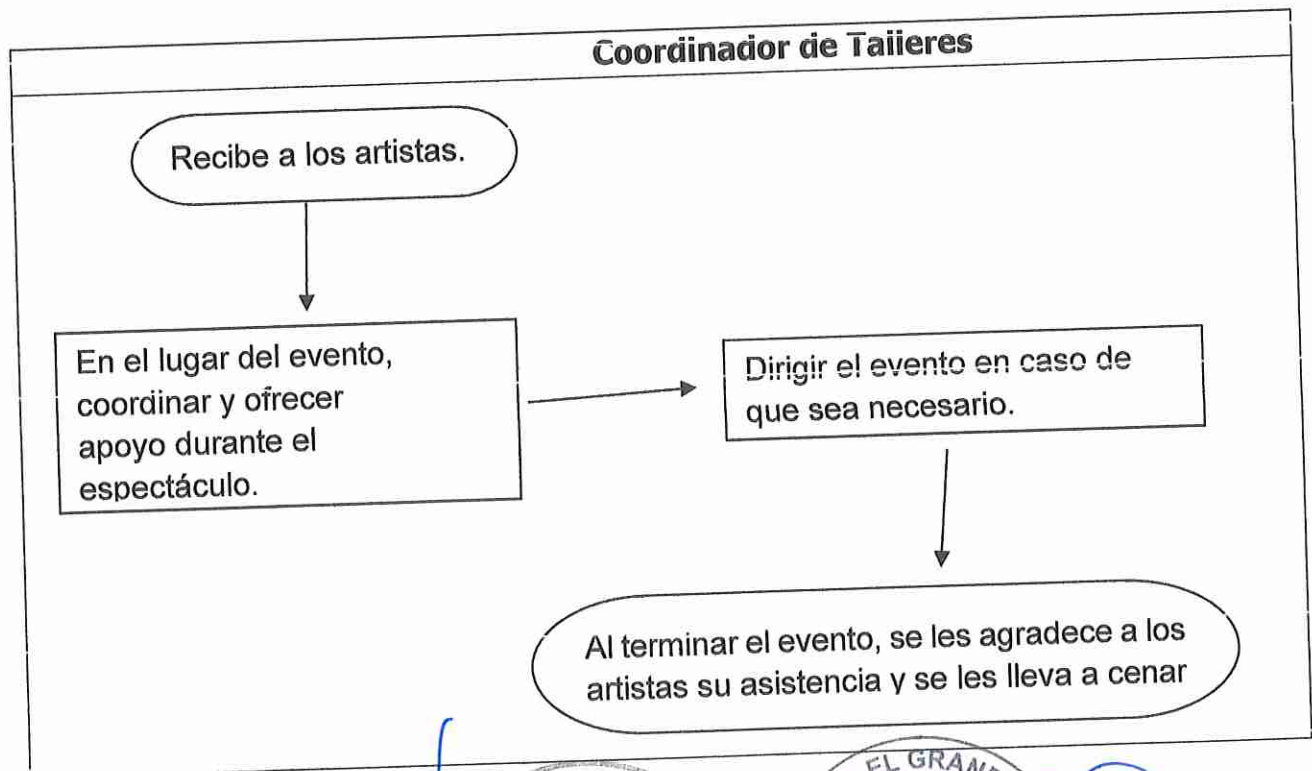 Coordinador de Talleres
Recibe a los artistas.
En el lugar del evento,
coordinar y ofrecer
apoyo durante el
espectáculo.
Dirigir el evento en caso de
que sea necesario.
Al terminar el evento, se les agradece a los
artistas su asistencia y se les lleva a cenar
EL GRAN